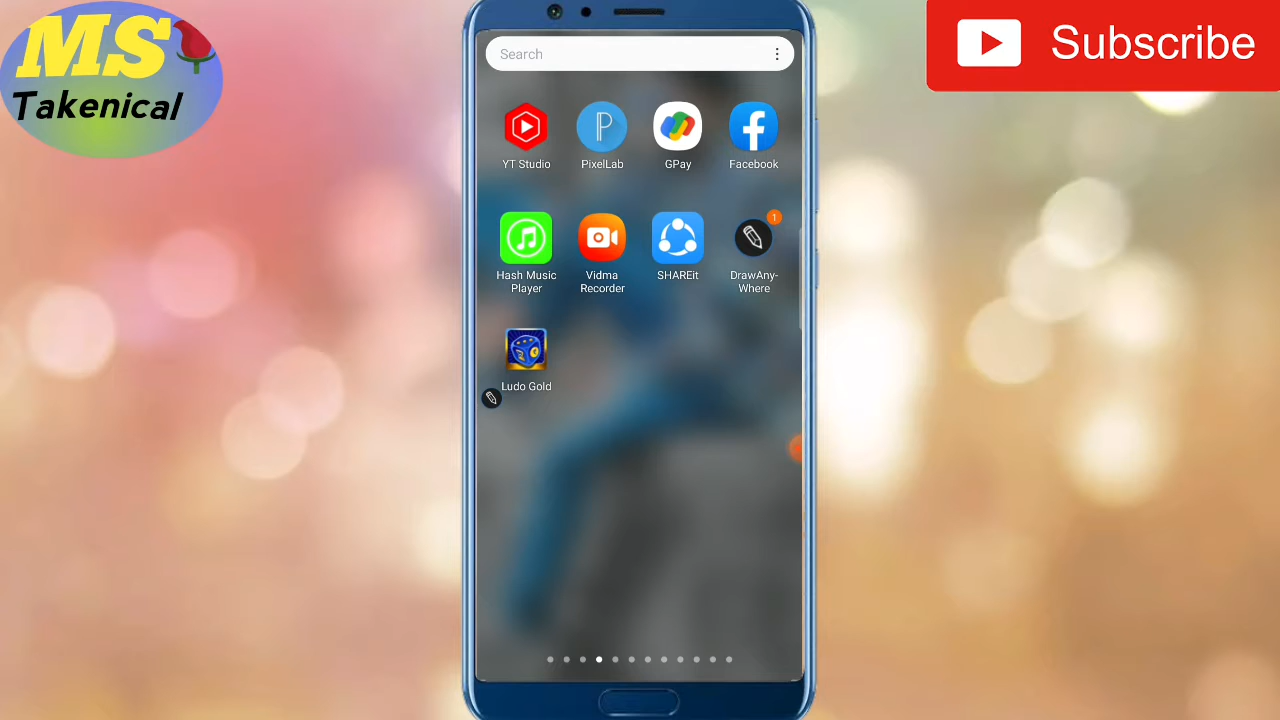 MS
Takenical
Subscribe
Search
YT Studio
PixelLab
GPay
Facebook
Hash Music
Player
Vidma
Recorder
SHAREit
1
DrawAny-
Where
Ludo Gold